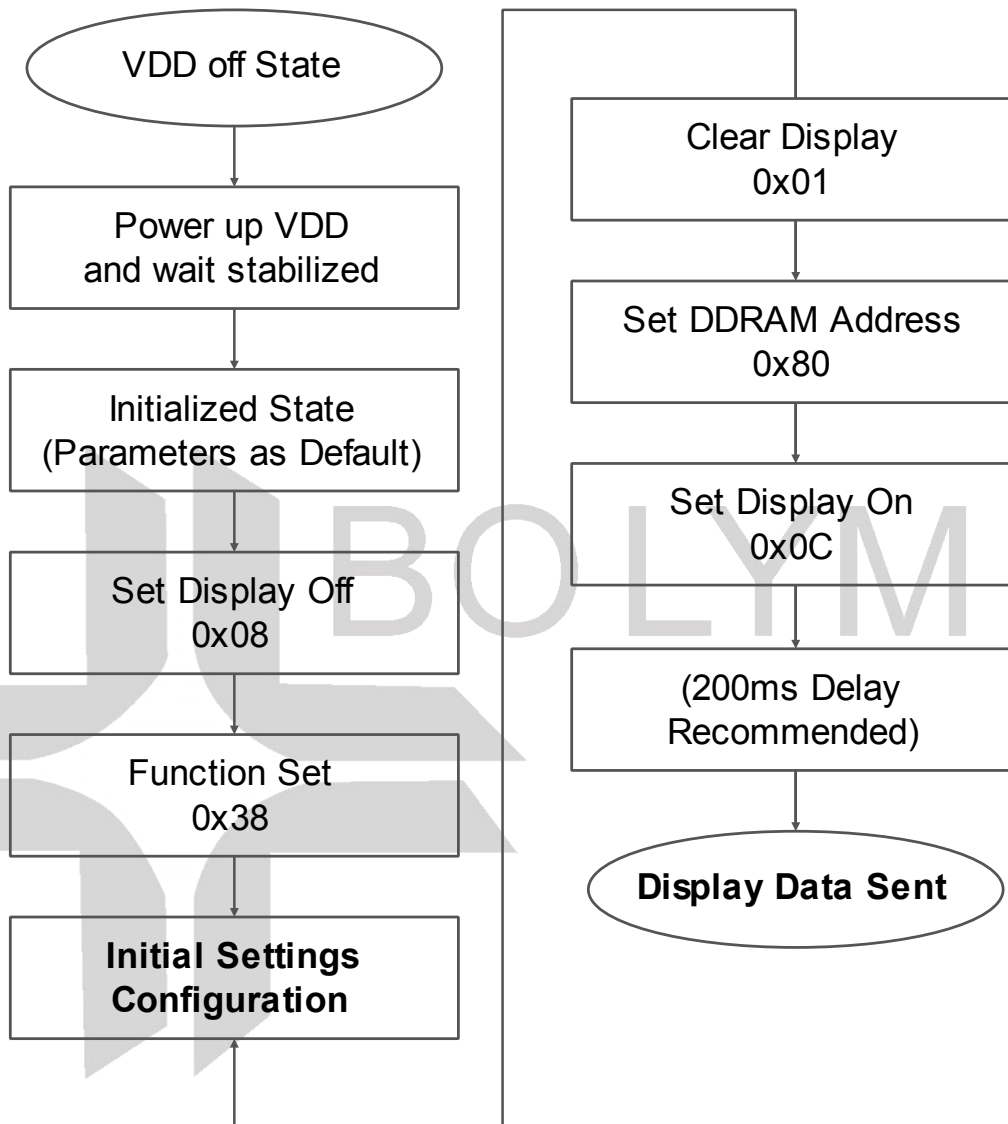 VDD off State
Power up VDD
and wait stabilized
Initialized State
(Parameters as Default)
Set Display Off
0x08
Function Set
0x38
Initial Settings
Configuration
Clear Display
0x01
Set DDRAM Address
0x80
Set Display On
0x0C
(200ms Delay
Recommended)
Display Data Sent
BOLYM